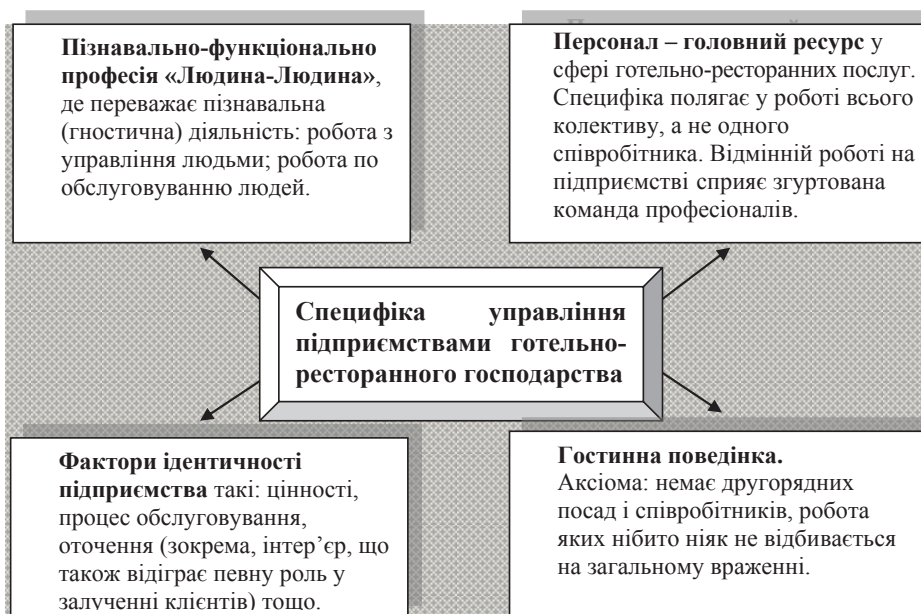 Пізнавально-функціонально
професія «Людина-Людина»,
де переважає пізнавальна
(гностична) діяльність: робота з
управління людьми; робота по
обслуговуванню людей.
Персонал – головний ресурс у
сфері готельно-ресторанних послуг.
Специфіка полягає у роботі всього
колективу, а не одного
співробітника. Відмінній роботі на
підприємстві сприяє згуртована
команда професіоналів.
Специфіка управління
підприємствами готельно-
ресторанного господарства
Фактори ідентичності
підприємства такі: цінності,
процес обслуговування,
оточення (зокрема, інтер’єр, що
також відіграє певну роль у
залученні клієнтів) тощо.
Гостинна поведінка.
Аксіома: немає другорядних
посад і співробітників, робота
яких нібито ніяк не відбивається
на загальному враженні.